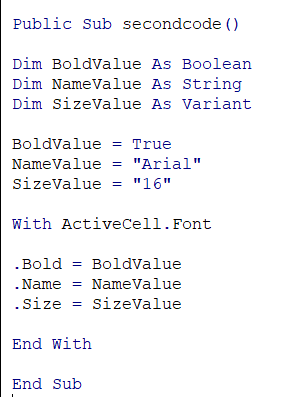 Public Sub secondcode()
Dim BoldValue As Boolean
Dim NameValue As String
Dim SizeValue As Variant
BoldValue = True
NameValue = "Arial"
SizeValue = "16"
With ActiveCell.Font
.Bold = BoldValue
.Name = NameValue
.Size = SizeValue
End With
End Sub